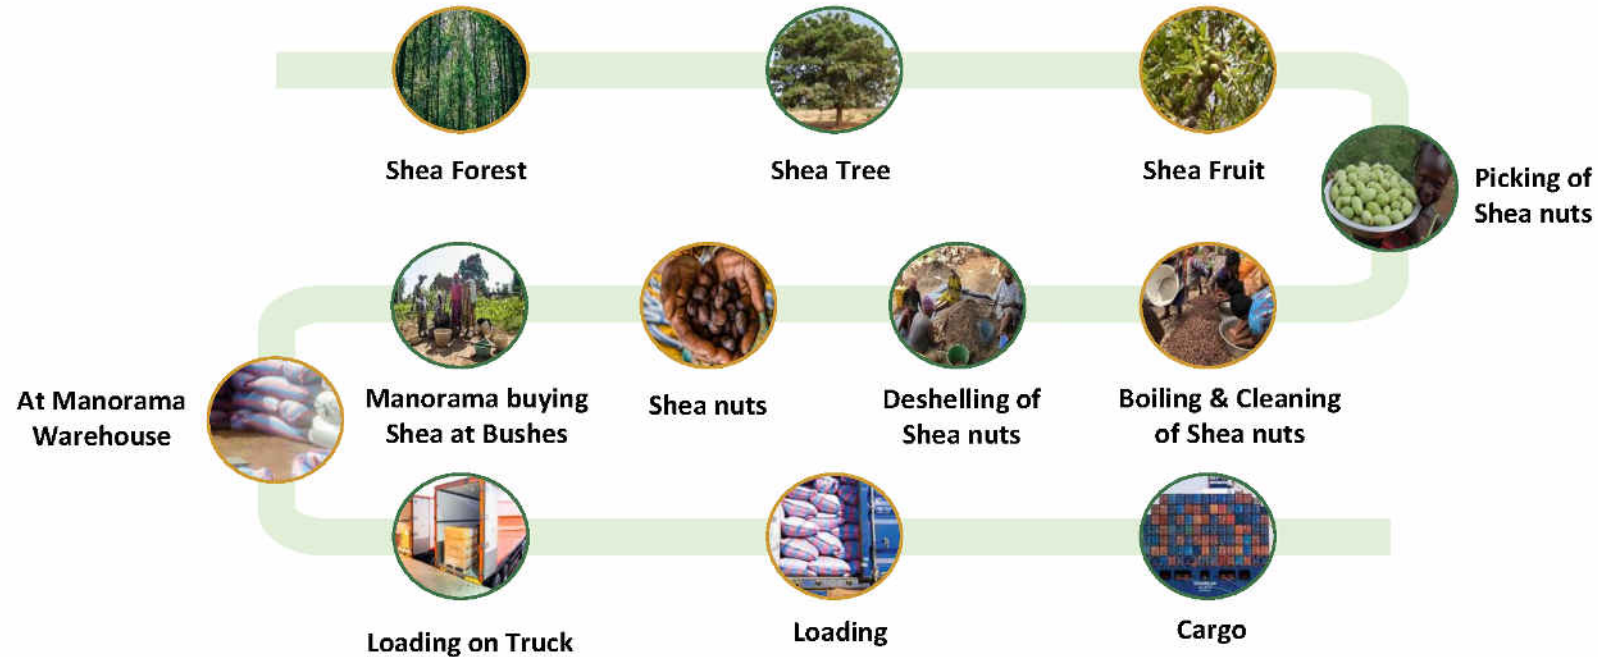 Shea Forest
Shea Tree
Shea Fruit
Picking of
Shea nuts
Boiling & Cleaning
of Shea nuts
Deshelling of
Shea nuts
Shea nuts
Manorama buying
Shea at Bushes
At Manorama
Warehouse
Loading on Truck
Loading
Cargo